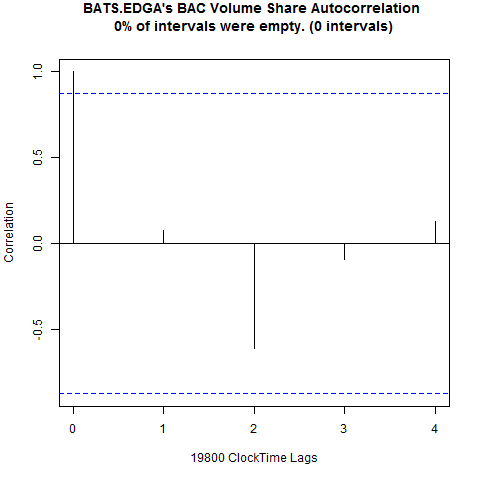 BATS.EDGA's BAC Volume Share Autocorrelation
0% of intervals were empty. (0 intervals)
1.0
0.5
0.0
-0.5
Correlation
0 1 2 3 4
19800 ClockTime Lags